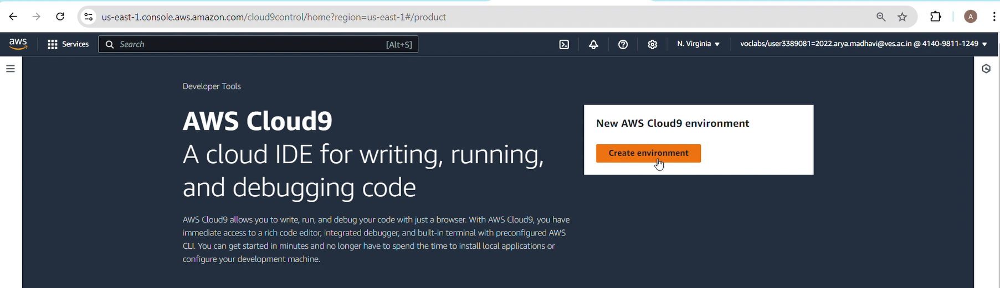 us-east-1.console.aws.amazon.com/cloud9control/home?region=us-east-1#/product
A
aws
Services
Search
[Alt+S]
N. Virginia
voclabs/user3389081=2022.arya.madhavi@ves.ac.in @ 4140-9811-1249
Developer Tools
AWS Cloud9
A cloud IDE for writing, running,
and debugging code
AWS Cloud9 allows you to write, run, and debug your code with just a browser. With AWS Cloud9, you have
immediate access to a rich code editor, integrated debugger, and built-in terminal with preconfigured AWS
CLI. You can get started in minutes and no longer have to spend the time to install local applications or
configure your development machine.
New AWS Cloud9 environment
Create environment